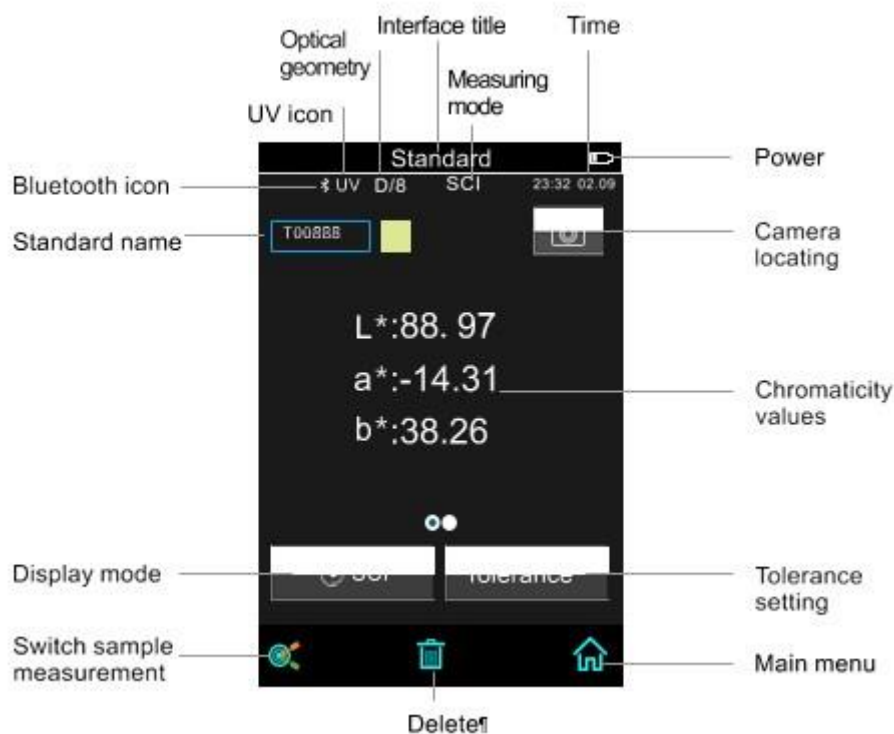 Interface title
Time
Optical
geometry
Measuring
mode
UV icon
Standard
Power
Bluetooth icon
UV D/8 SCI 23:32 02.09
Standard name
T00888
Camera
locating
L*:88. 97
a*:-14.31
Chromaticity
values
b*:38.26
Display mode
Tolerance
Tolerance
setting
Switch sample
measurement
Main menu
Delete¶